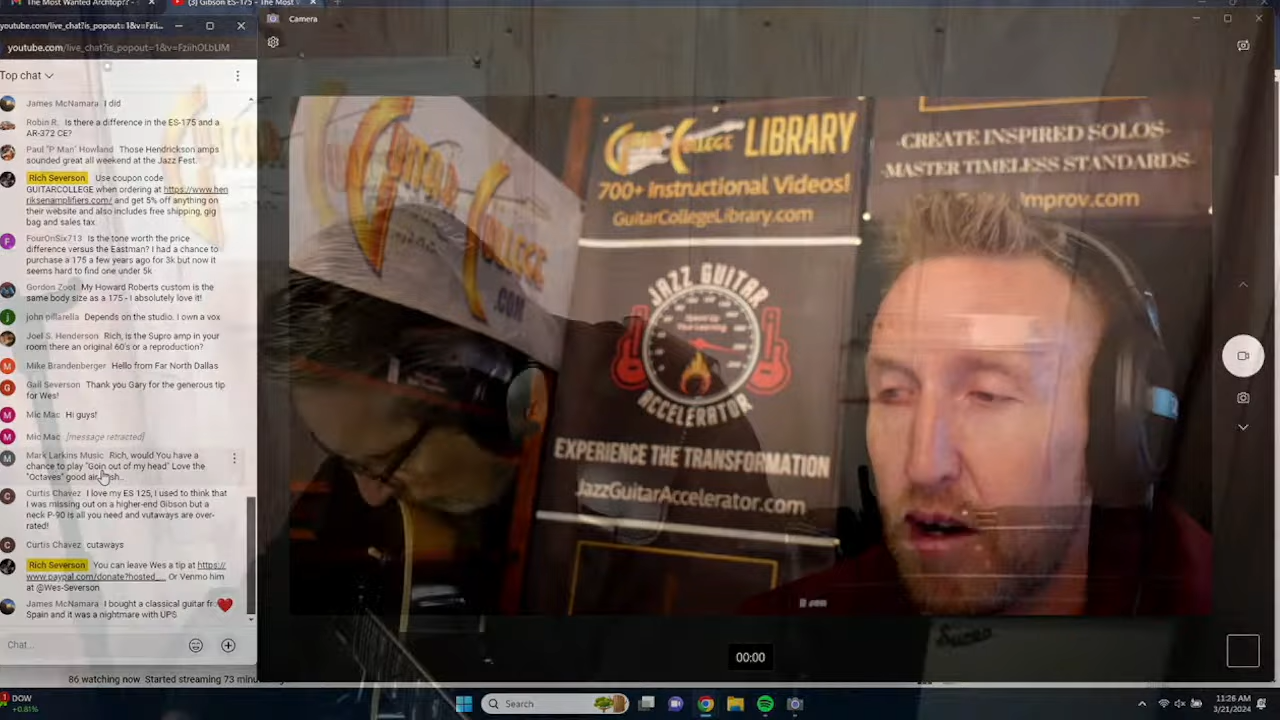 The Most Wanted Archtop?? -
(3) Gibson ES-175 - The Most
youtube.com/live_chat?is_popout=1&v=Fzii...
youtube.com/live_chat?is_popout=1&v=FziihOLbLlM
Camera
Top chat
James McNamara I did
Robin R. Is there a difference in the ES-175 and a
AR-372 CE?
Paul "P Man' Howland Those Hendrickson amps
sounded great all weekend at the Jazz Fest.
Rich Severson Use coupon code
GUITARCOLLEGE when ordering at https://www.hen
riksenamplifiers.com/ and get 5% off anything on
their website and also includes free shipping, gig
bag and sales tax
FourOnSix713 Is the tone worth the price
difference versus the Eastman? I had a chance to
purchase a 175 a few years ago for 3k but now it
seems hard to find one under 5k
Gordon Zoot My Howard Roberts custom is the
same body size as a 175 - I absolutely love it!
john pillarella Depends on the studio. I own a vox
Joel S. Henderson Rich, is the Supro amp in your
room there an original 60's or a reproduction?
Mike Brandenberger Hello from Far North Dallas
Gail Severson Thank you Gary for the generous tip
for Wes!
Mic Mac Hi guys!
Mic Mac [message retracted]
Mark Larkins Music Rich, would You have a
chance to play "Goin out of my head" Love the
"Octaves" good air
Curtis Chavez I love my ES 125, I used to think that
I was missing out on a higher-end Gibson but a
neck P-90 is all you need and vutaways are over-
rated!
Curtis Chavez cutaways
Rich Severson You can leave Wes a tip at https://
www.paypal.com/donate?hosted_... Or Venmo him
at @Wes-Severson
James McNamara I bought a classical guitar
Spain and it was a nightmare with UPS
Chat...
86 watching now Started streaming 73
COLLEGE
.COM
LIBRARY
700+ Instructional Videos!
GuitarCollegeLibrary.com
JAZZ GUITAR
ACCELERATOR
EXPERIENCE THE TRANSFORMATION
JazzGuitarAccelerator.com
-CREATE INSPIRED SOLOS-
-MASTER TIMELESS STANDARDS-
Improv.com
Supro
00:00
DOW
+0.81%
Search
11:26 AM
3/21/2024